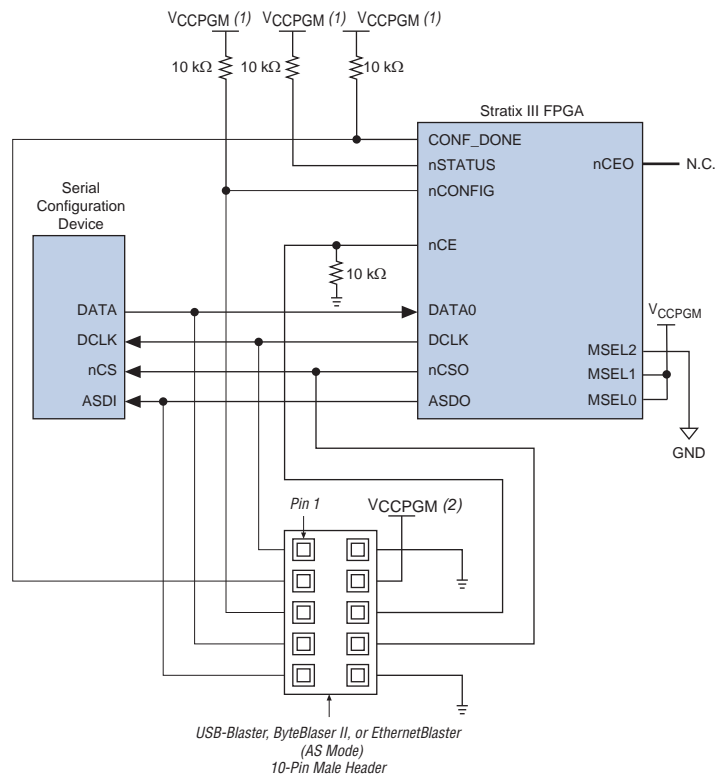 VCCPGM (1) VCCPGM (1) VCCPGM (1)
10 kΩ 10 kΩ 10 kΩ
Stratix III FPGA
CONF_DONE
nSTATUS nCEO N.C.
nCONFIG
Serial
Configuration
Device
nCE
10 kΩ
DATA DATA0
VCCPGM
DCLK DCLK
MSEL2
nCS nCSO
MSEL1
ASDI ASDO
MSEL0
GND
Pin 1
VCCPGM (2)
USB-Blaster, ByteBlaser II, or EthernetBlaster
(AS Mode)
10-Pin Male Header